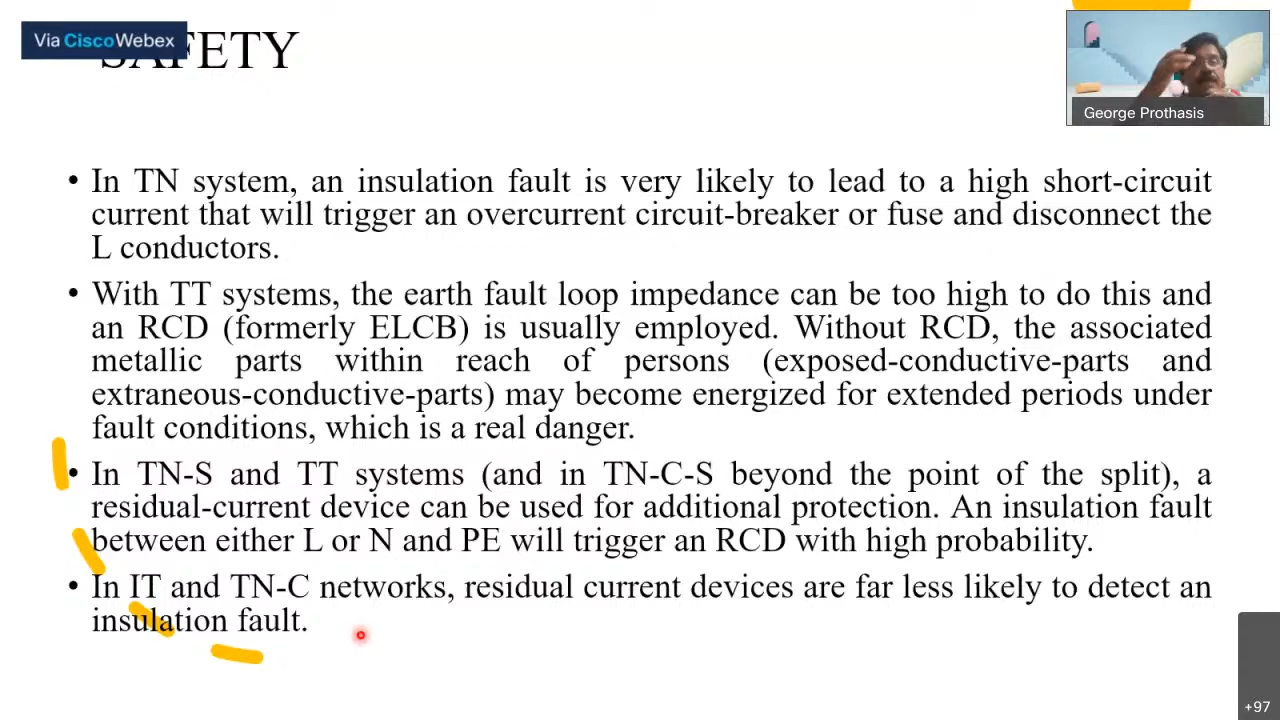 Via CiscoWebex
SAFETY
George Prothasis
• In TN system, an insulation fault is very likely to lead to a high short-circuit
current that will trigger an overcurrent circuit-breaker or fuse and disconnect the
L conductors.
• With TT systems, the earth fault loop impedance can be too high to do this and
an RCD (formerly ELCB) is usually employed. Without RCD, the associated
metallic parts within reach of persons (exposed-conductive-parts and
extraneous-conductive-parts) may become energized for extended periods under
fault conditions, which is a real danger.
• In TN-S and TT systems (and in TN-C-S beyond the point of the split), a
residual-current device can be used for additional protection. An insulation fault
between either L or N and PE will trigger an RCD with high probability.
• In IT and TN-C networks, residual current devices are far less likely to detect an
insulation fault.
+97